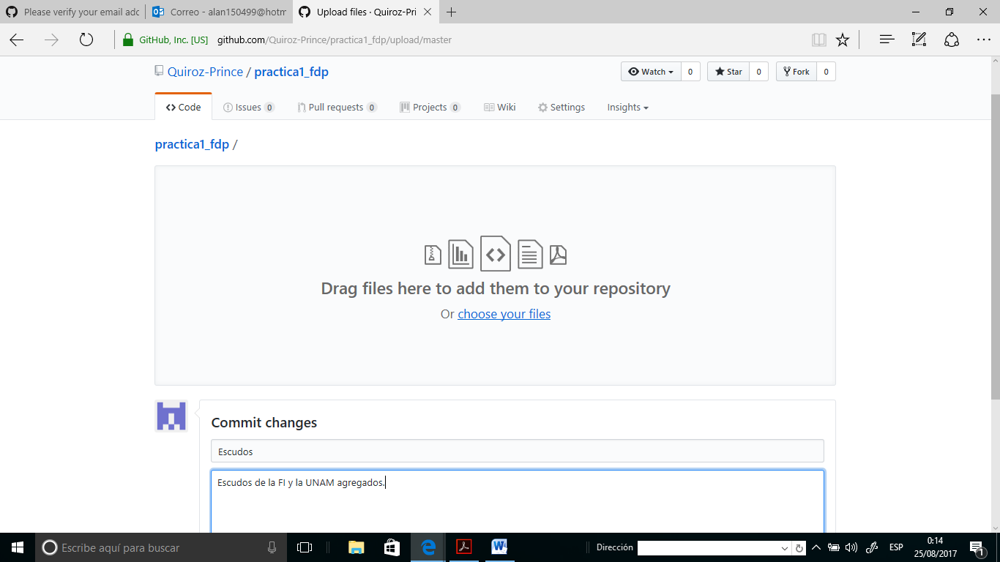 Please verify your email adc
Correo - alan150499@hotm
Upload files · Quiroz-Pri
GitHub, Inc. [US] github.com/Quiroz-Prince/practica1_fdp/upload/master
Quiroz-Prince / practica1_fdp
Watch 0 Star 0 Fork 0
Code Issues 0 Pull requests 0 Projects 0 Wiki Settings Insights
practica1_fdp /
Drag files here to add them to your repository
Or choose your files
Commit changes
Escudos
Escudos de la FI y la UNAM agregados.
Escribe aquí para buscar
Dirección
ESP
0:14
25/08/2017
1